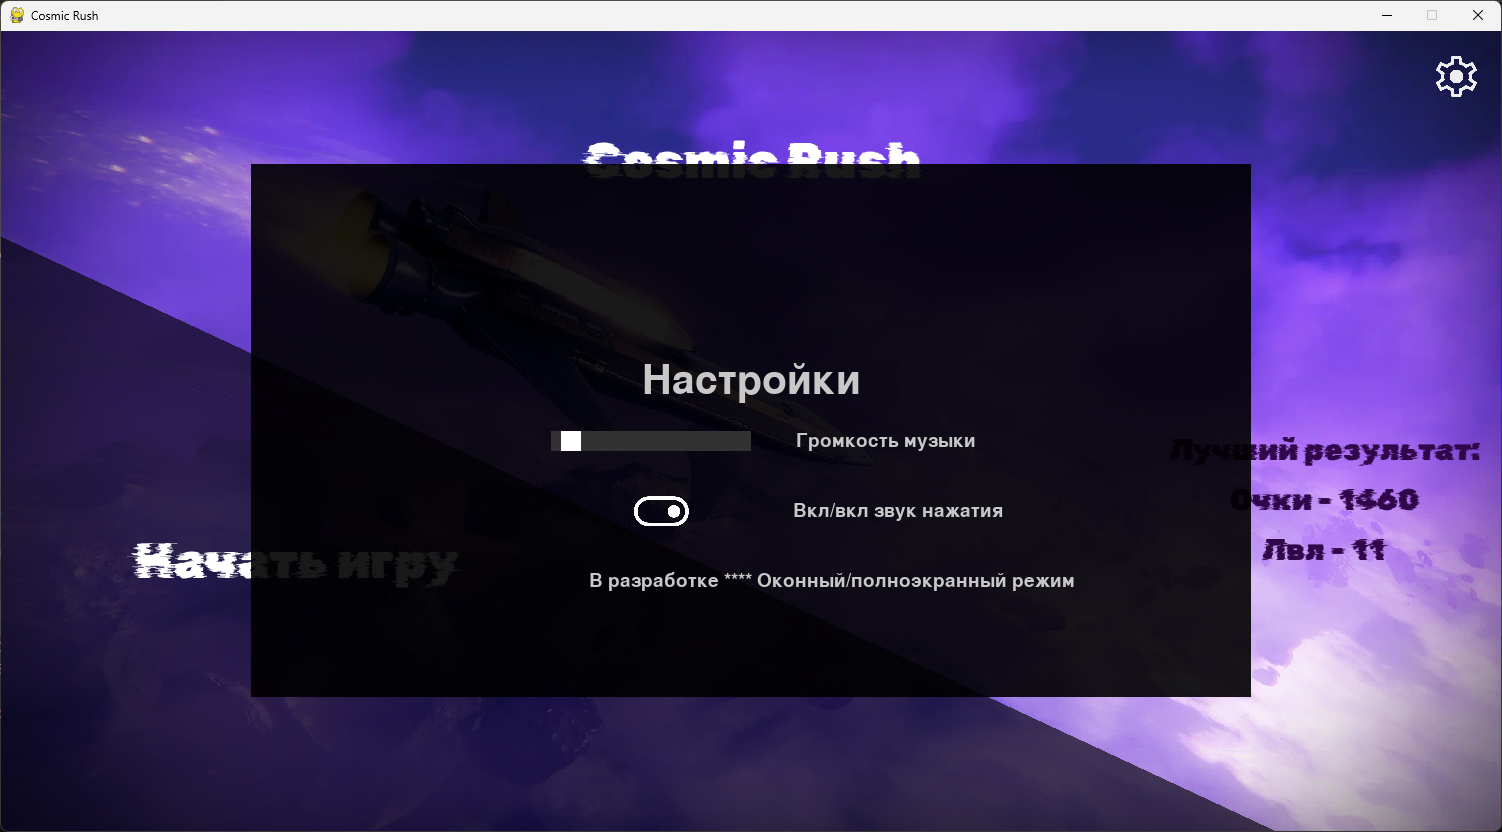 Cosmic Rush
Cosmic Rush
Настройки
Громкость музыки
Вкл/вкл звук нажатия
В разработке **** Оконный/полноэкранный режим
Начать игру
Лучший результат:
Очки - 1460
Лвл - 11